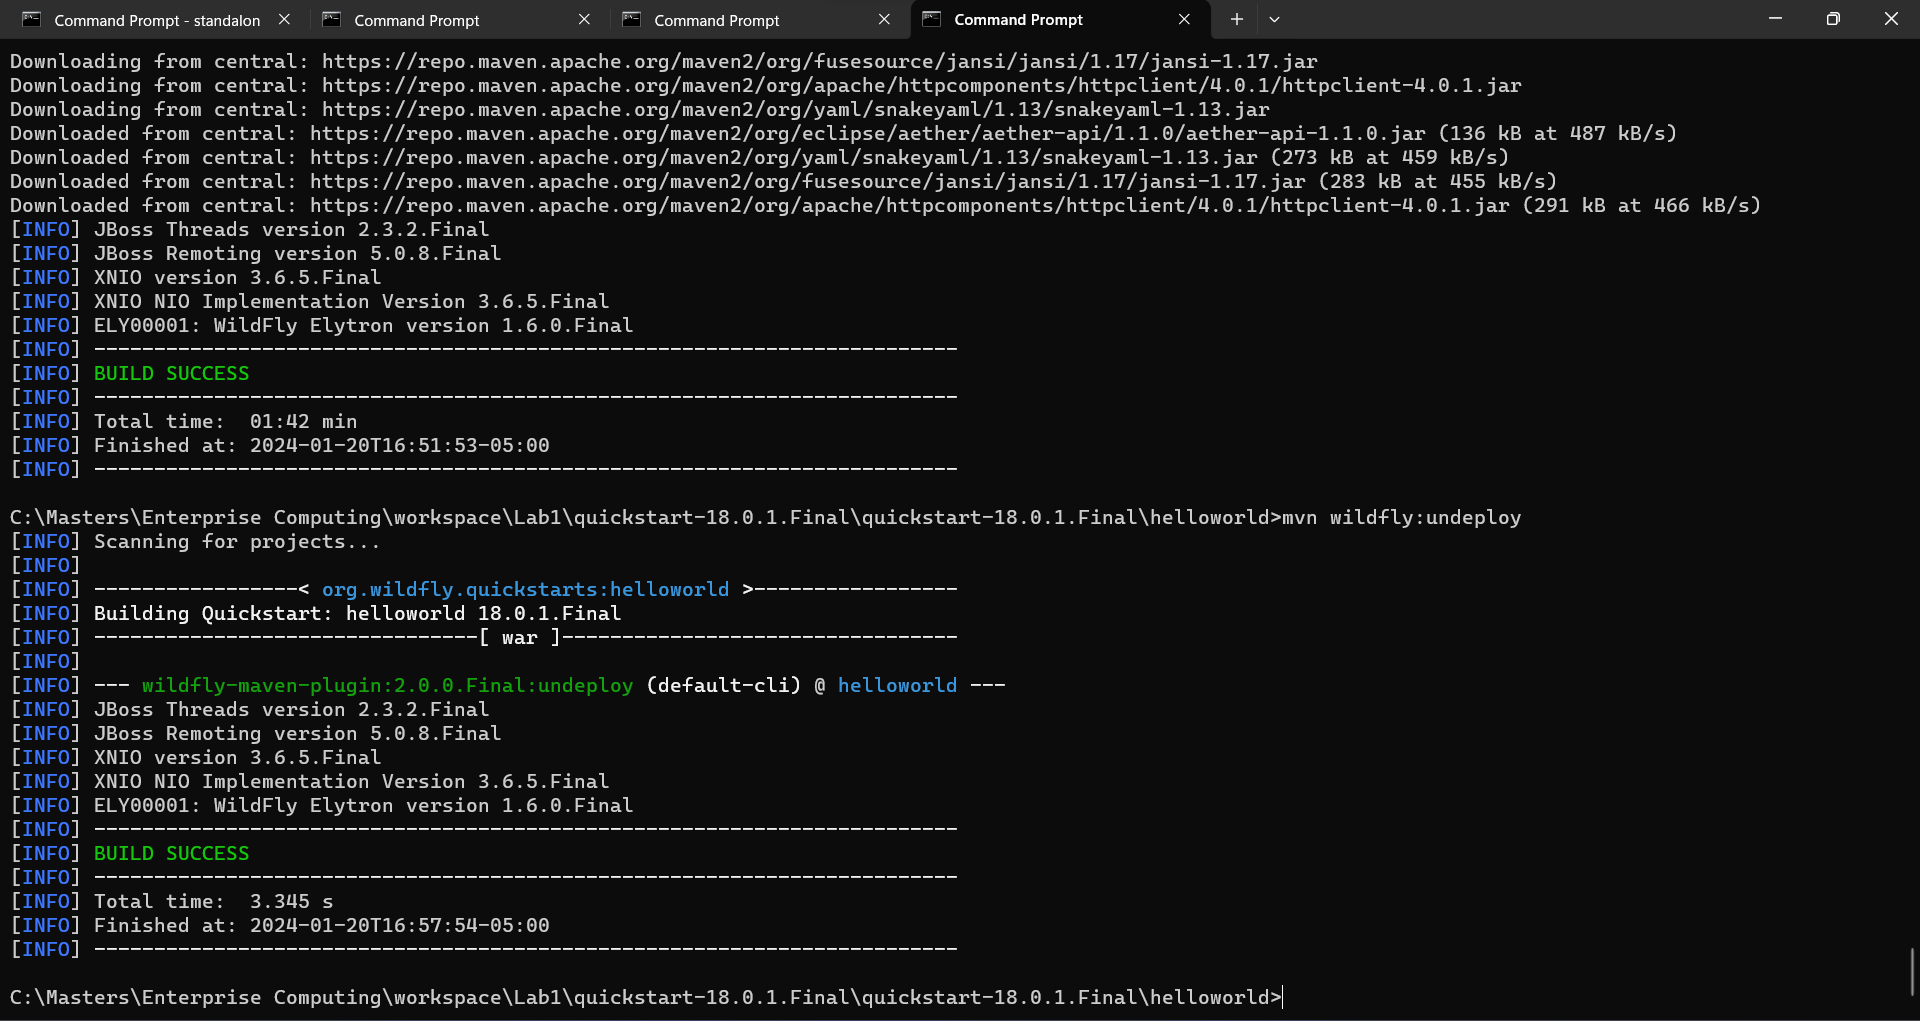 Command Prompt - standalon
Command Prompt
Command Prompt
Command Prompt
Downloading from central: https://repo.maven.apache.org/maven2/org/fusesource/jansi/jansi/1.17/jansi-1.17.jar
Downloading from central: https://repo.maven.apache.org/maven2/org/apache/httpcomponents/httpclient/4.0.1/httpclient-4.0.1.jar
Downloading from central: https://repo.maven.apache.org/maven2/org/yaml/snakeyaml/1.13/snakeyaml-1.13.jar
Downloaded from central: https://repo.maven.apache.org/maven2/org/eclipse/aether/aether-api/1.1.0/aether-api-1.1.0.jar (136 kB at 487 kB/s)
Downloaded from central: https://repo.maven.apache.org/maven2/org/yaml/snakeyaml/1.13/snakeyaml-1.13.jar (273 kB at 459 kB/s)
Downloaded from central: https://repo.maven.apache.org/maven2/org/fusesource/jansi/jansi/1.17/jansi-1.17.jar (283 kB at 455 kB/s)
Downloaded from central: https://repo.maven.apache.org/maven2/org/apache/httpcomponents/httpclient/4.0.1/httpclient-4.0.1.jar (291 kB at 466 kB/s)
[INFO] JBoss Threads version 2.3.2.Final
[INFO] JBoss Remoting version 5.0.8.Final
[INFO] XNIO version 3.6.5.Final
[INFO] XNIO NIO Implementation Version 3.6.5.Final
[INFO] ELY00001: WildFly Elytron version 1.6.0.Final
[INFO] ------------------------------------------------------------------------
[INFO] BUILD SUCCESS
[INFO] ------------------------------------------------------------------------
[INFO] Total time:  01:42 min
[INFO] Finished at: 2024-01-20T16:51:53-05:00
[INFO] ------------------------------------------------------------------------
C:\Masters\Enterprise Computing\workspace\Lab1\quickstart-18.0.1.Final\quickstart-18.0.1.Final\helloworld>mvn wildfly:undeploy
[INFO] Scanning for projects...
[INFO]
[INFO] -----------------< org.wildfly.quickstarts:helloworld >-----------------
[INFO] Building Quickstart: helloworld 18.0.1.Final
[INFO] --------------------------------[ war ]---------------------------------
[INFO]
[INFO] --- wildfly-maven-plugin:2.0.0.Final:undeploy (default-cli) @ helloworld ---
[INFO] JBoss Threads version 2.3.2.Final
[INFO] JBoss Remoting version 5.0.8.Final
[INFO] XNIO version 3.6.5.Final
[INFO] XNIO NIO Implementation Version 3.6.5.Final
[INFO] ELY00001: WildFly Elytron version 1.6.0.Final
[INFO] ------------------------------------------------------------------------
[INFO] BUILD SUCCESS
[INFO] ------------------------------------------------------------------------
[INFO] Total time:  3.345 s
[INFO] Finished at: 2024-01-20T16:57:54-05:00
[INFO] ------------------------------------------------------------------------
C:\Masters\Enterprise Computing\workspace\Lab1\quickstart-18.0.1.Final\quickstart-18.0.1.Final\helloworld>